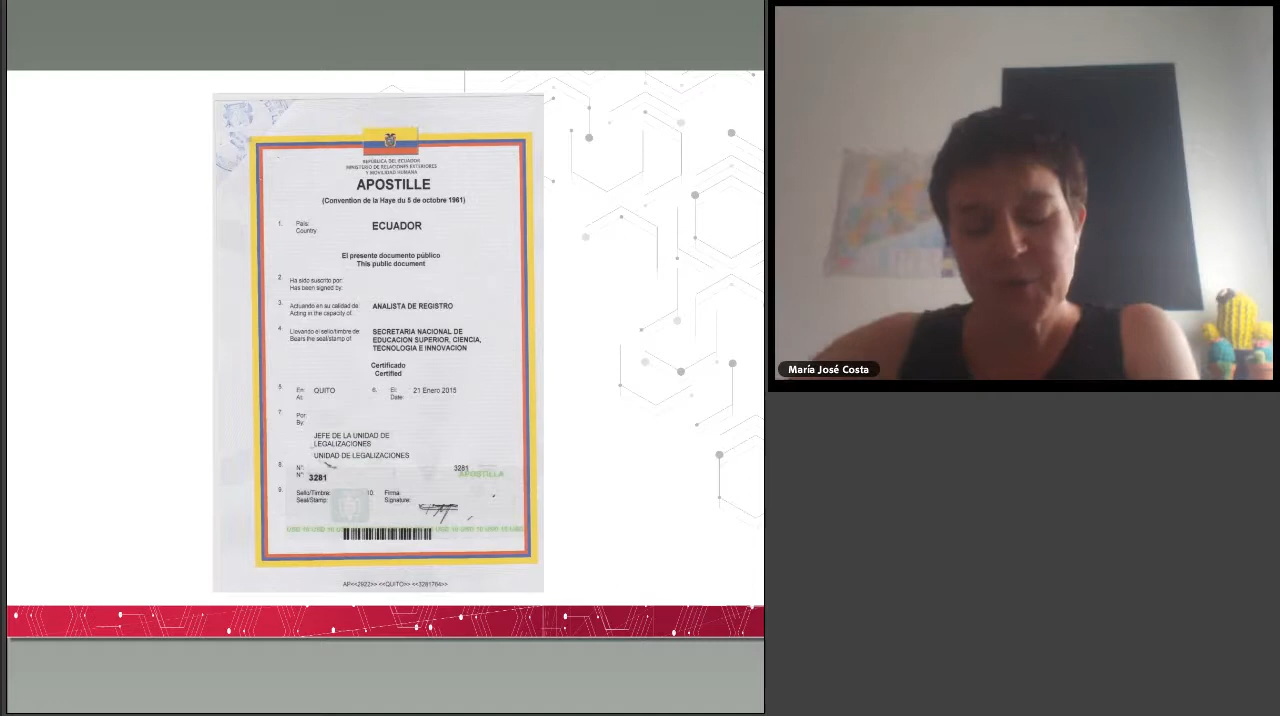 REPÚBLICA DEL ECUADOR
MINISTERIO DE RELACIONES EXTERIORES
Y MOVILIDAD HUMANA
APOSTILLE
(Convention de la Haye du 5 de octobre 1961)
1. País: ECUADOR
Country
El presente documento público
This public document
2. Ha sido suscrito por:
Has been signed by:
3. Actuando en su calidad de: ANALISTA DE REGISTRO
Acting in the capacity of:
4. Llevando el sello/timbre de: SECRETARIA NACIONAL DE
Bears the seal/stamp of: EDUCACION SUPERIOR, CIENCIA,
TECNOLOGIA E INNOVACION
Certificado
Certified
5. En: QUITO 6. El: 21 Enero 2015
At: Date:
7. Por:
By:
JEFE DE LA UNIDAD DE
LEGALIZACIONES
UNIDAD DE LEGALIZACIONES
8. N°: 3281
N°: 3281 APOSTILLA
9. Sello/Timbre: 10. Firma:
Seal/Stamp: Signature:
AP<<2922>> <<QUITO>> <<3281784>>
María José Costa